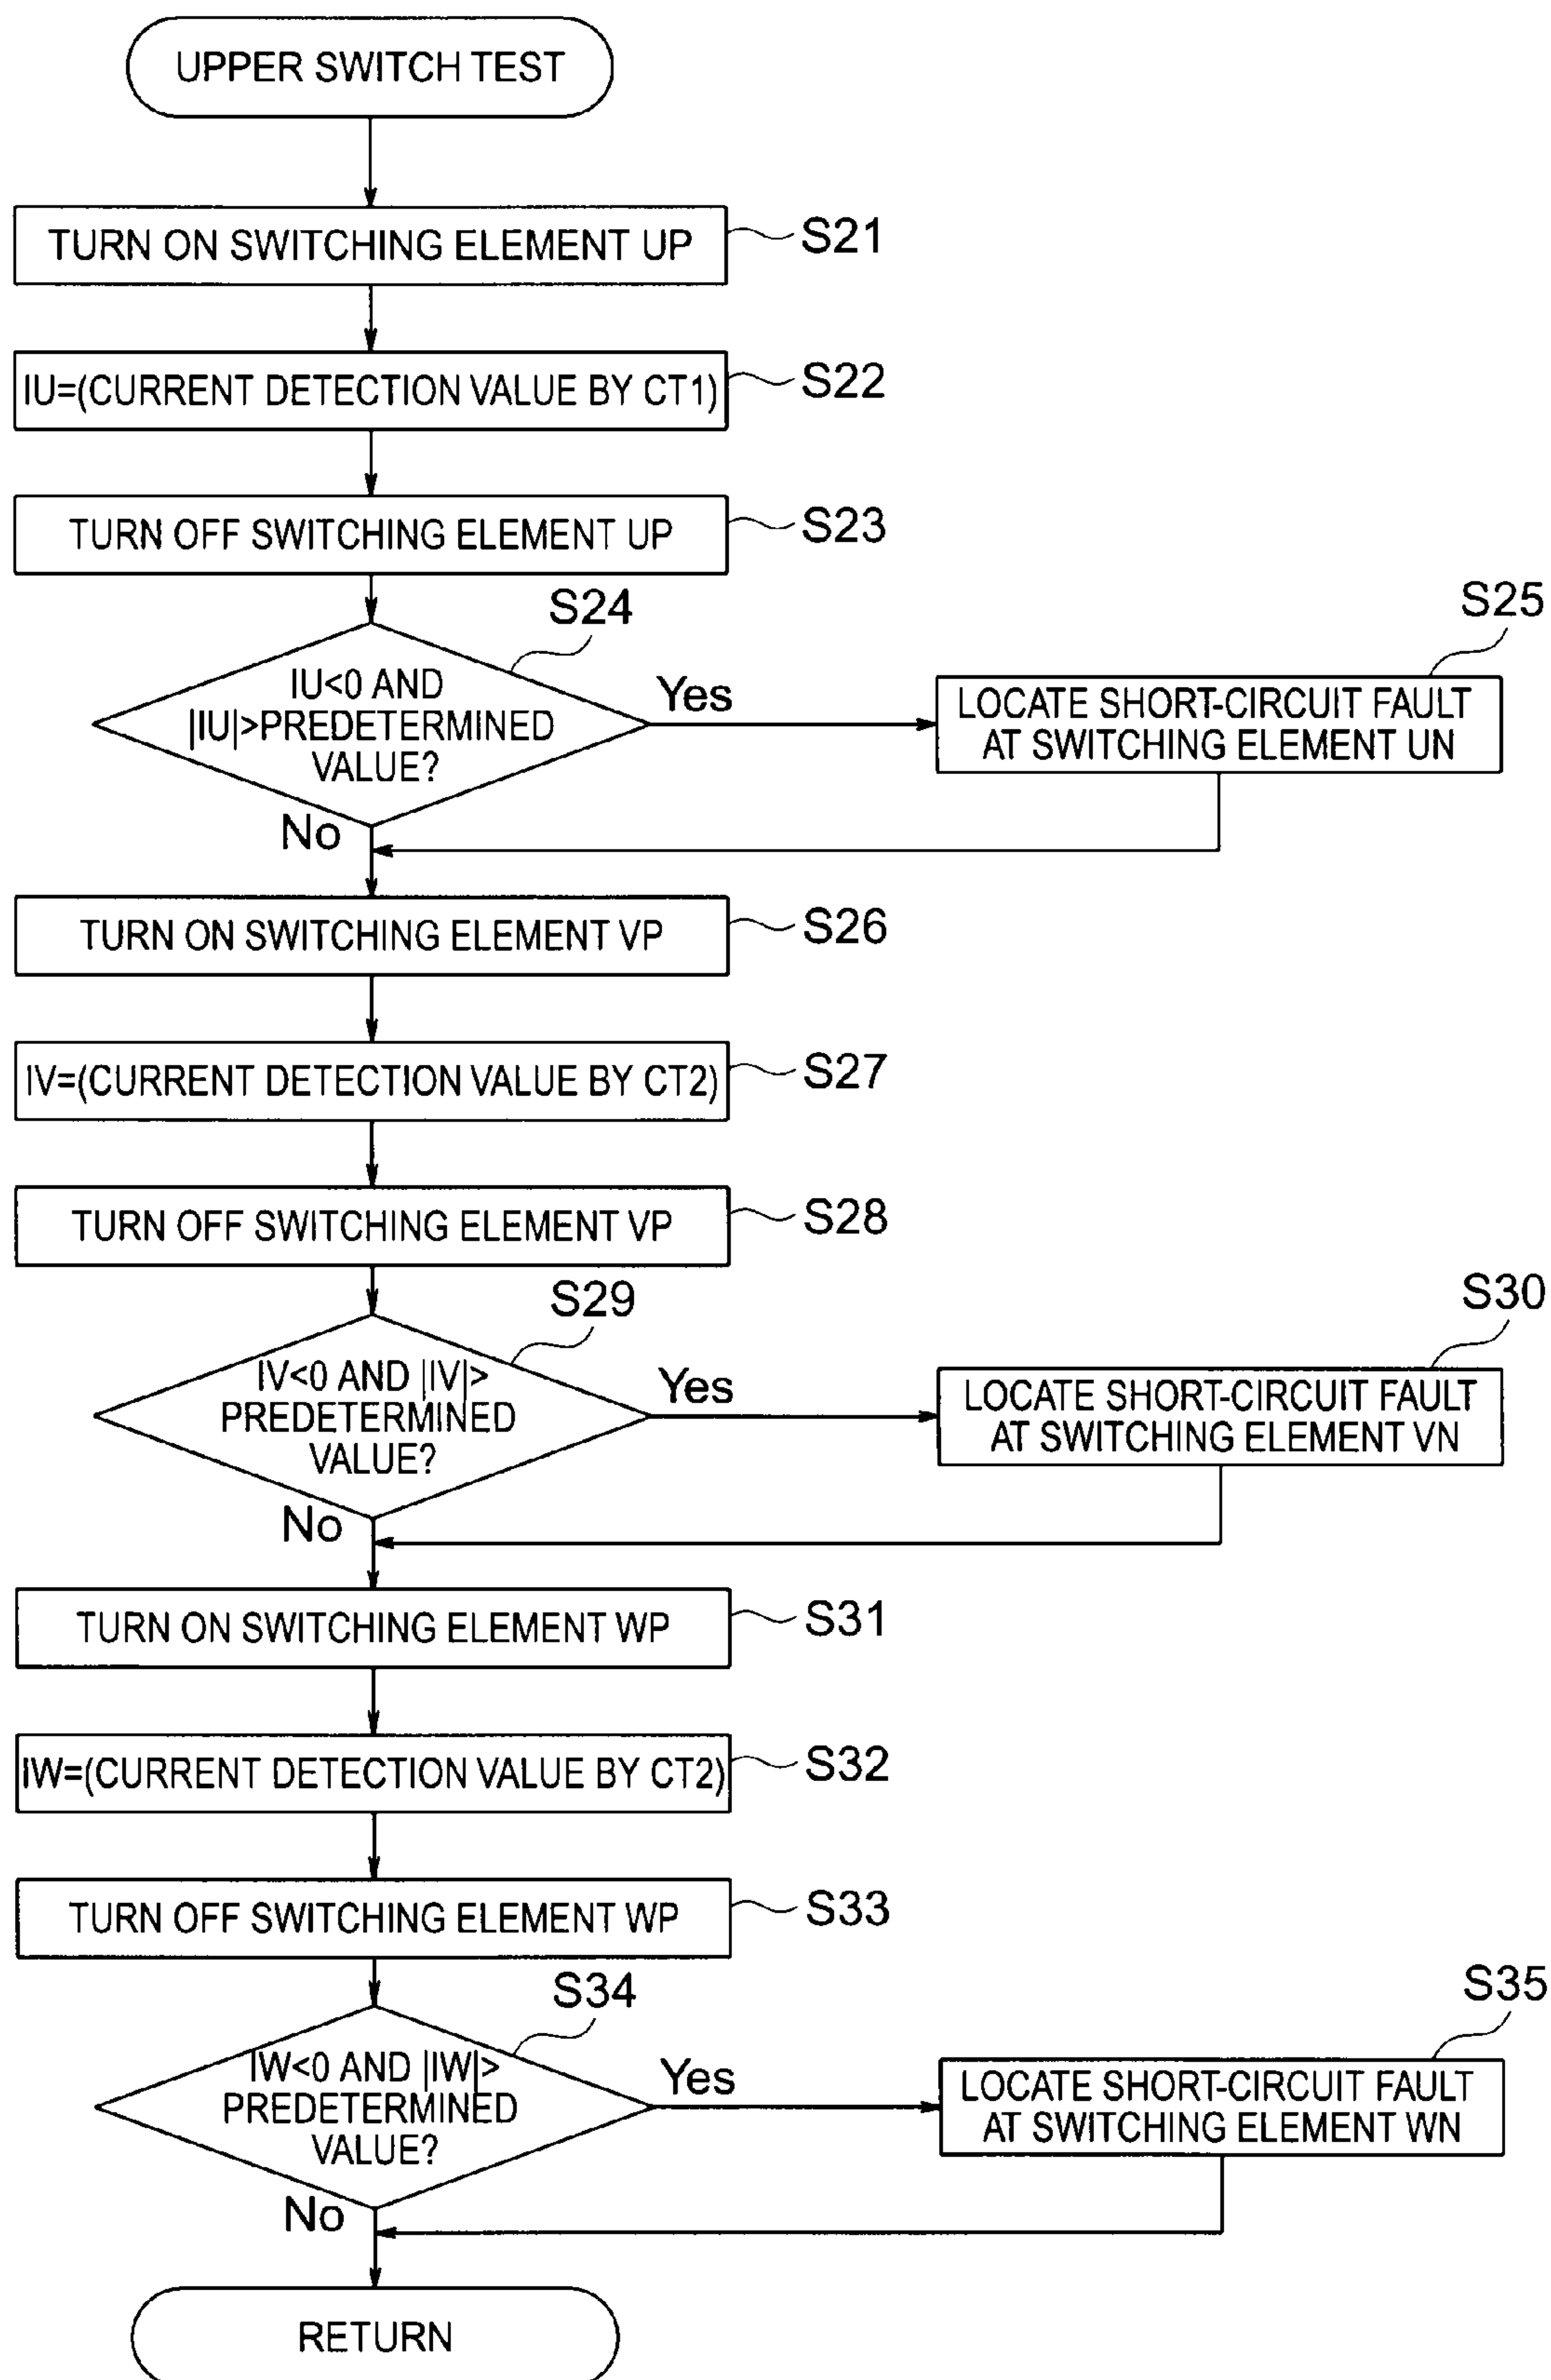 UPPER SWITCH TEST
TURN ON SWITCHING ELEMENT UP
S21
IU=(CURRENT DETECTION VALUE BY CT1)
S22
TURN OFF SWITCHING ELEMENT UP
S23
S24
IU<0 AND
|IU|>PREDETERMINED
VALUE?
Yes
No
S25
LOCATE SHORT-CIRCUIT FAULT
AT SWITCHING ELEMENT UN
TURN ON SWITCHING ELEMENT VP
S26
IV=(CURRENT DETECTION VALUE BY CT2)
S27
TURN OFF SWITCHING ELEMENT VP
S28
S29
IV<0 AND |IV|>
PREDETERMINED
VALUE?
Yes
No
S30
LOCATE SHORT-CIRCUIT FAULT
AT SWITCHING ELEMENT VN
TURN ON SWITCHING ELEMENT WP
S31
IW=(CURRENT DETECTION VALUE BY CT2)
S32
TURN OFF SWITCHING ELEMENT WP
S33
S34
IW<0 AND |IW|>
PREDETERMINED
VALUE?
Yes
No
S35
LOCATE SHORT-CIRCUIT FAULT
AT SWITCHING ELEMENT WN
RETURN